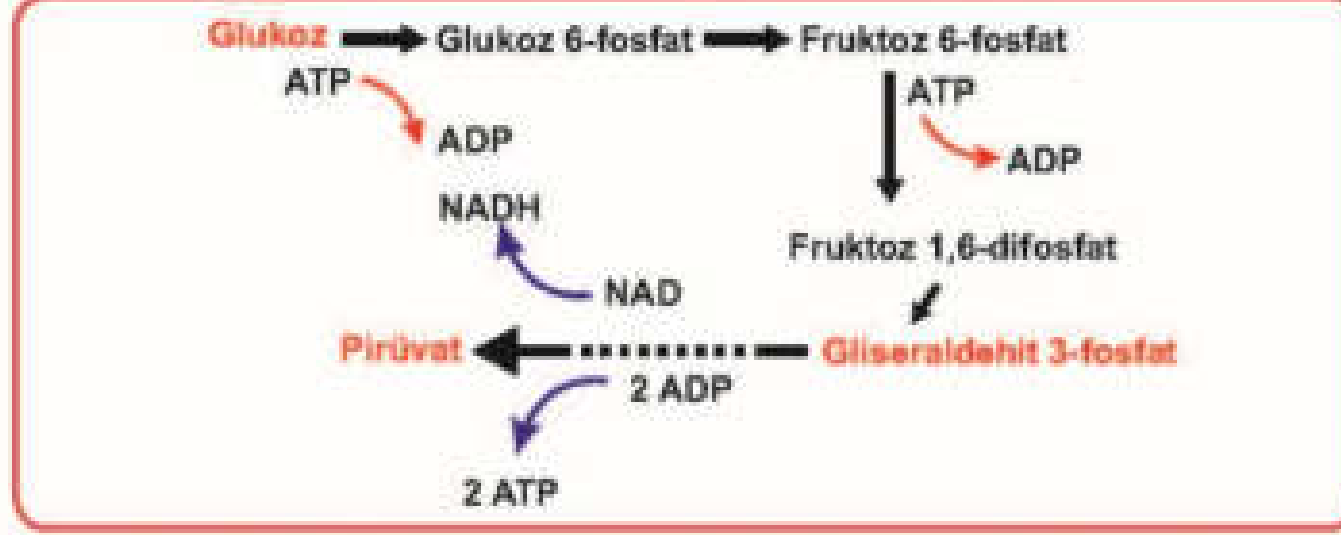 Glukoz Glukoz 6-fosfat Fruktoz 6-fosfat
ATP ATP
ADP ADP
NADH
Fruktoz 1,6-difosfat
NAD
Pirüvat Gliseraldehit 3-fosfat
2 ADP
2 ATP